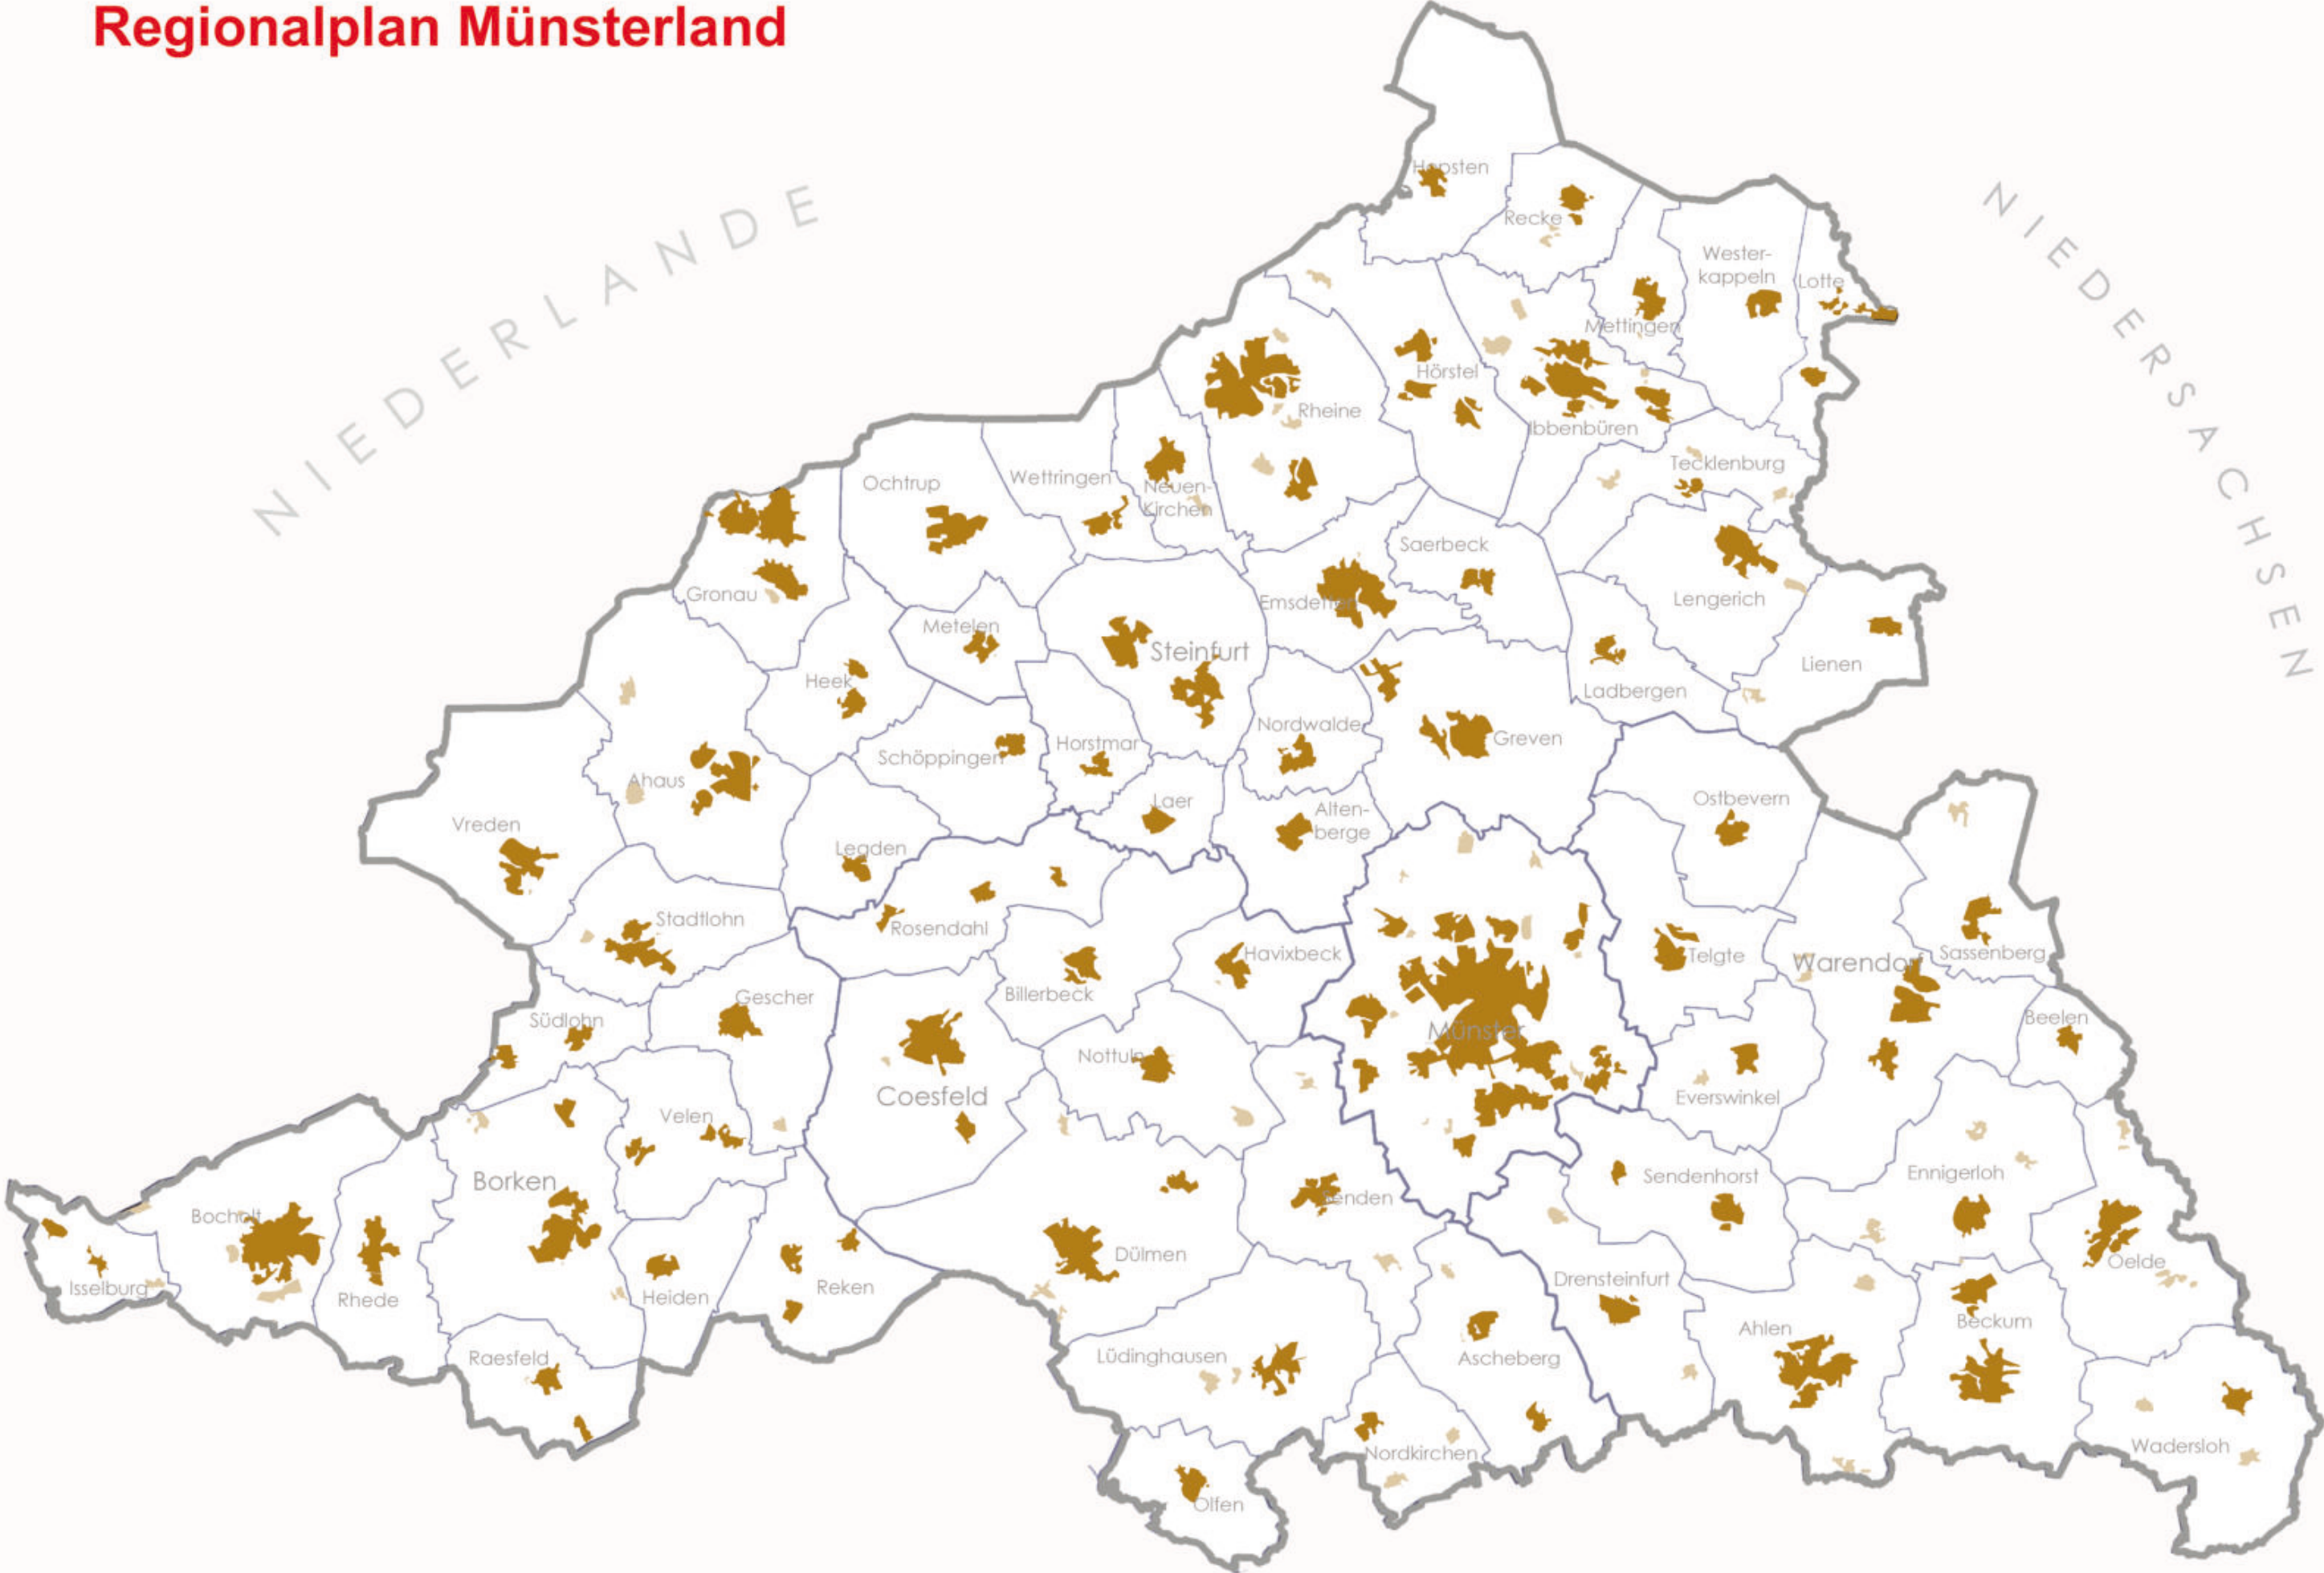 Regionalplan Münsterland
NIEDERLANDE
NIEDERSACHSEN
Hopsten
Recke
Wester-
kappeln
Lotte
Mettingen
Hörstel
Rheine
Ibbenbüren
Tecklenburg
Ochtrup
Wettringen
Neuen-
Kirchen
Saerbeck
Gronau
Emsdetten
Lengerich
Metelen
Steinfurt
Lienen
Heek
Ladbergen
Nordwalde
Greven
Schöppingen
Horstmar
Ahaus
Ostbevern
Laer
Alten-
berge
Vreden
Legden
Stadtlohn
Rosendahl
Havixbeck
Telgte
Warendorf
Sassenberg
Billerbeck
Gescher
Südlohn
Beelen
Münster
Nottuln
Coesfeld
Everswinkel
Velen
Borken
Sendenhorst
Ennigerloh
Senden
Bocholt
Dülmen
Oelde
Isselburg
Rhede
Heiden
Reken
Drensteinfurt
Beckum
Ahlen
Raesfeld
Lüdinghausen
Ascheberg
Nordkirchen
Wadersloh
Olfen